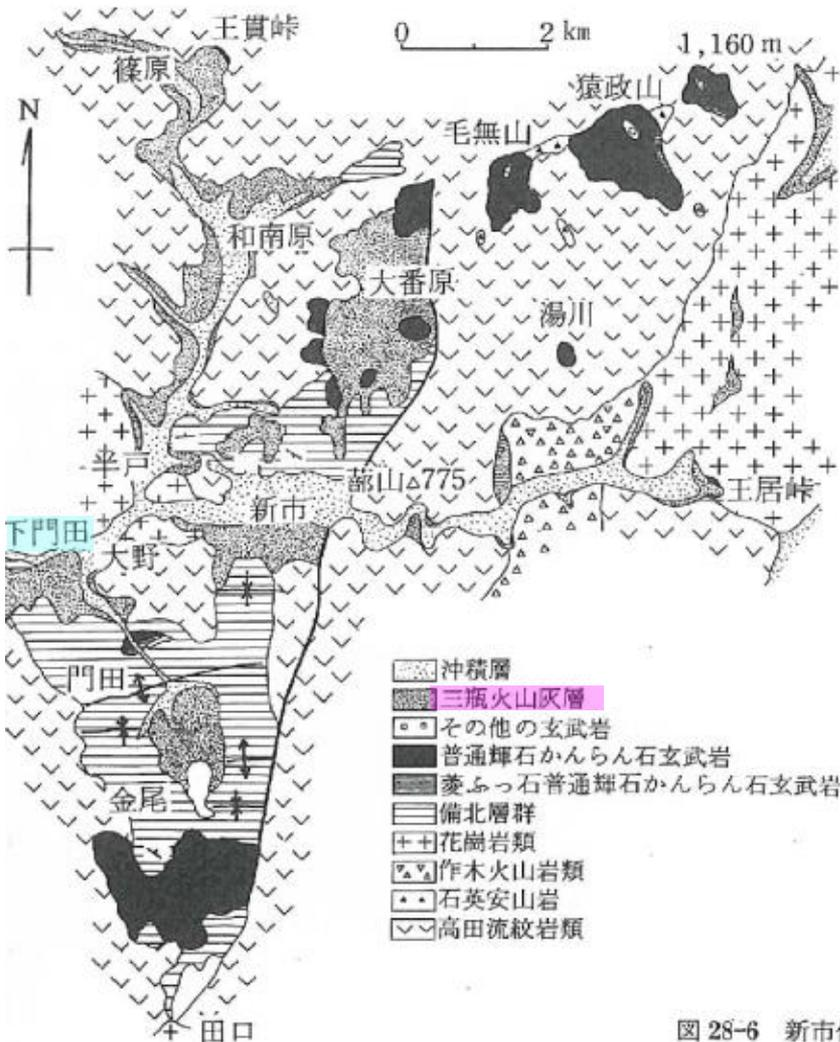 王貫峠
篠原
0 2 km
1,160 m
猿政山
N
毛無山
和南原
大番原
湯川
半戸
新市
蔀山 775
王居峠
下門田
大野
門田
金尾
田口
沖積層
三瓶火山灰層
その他の玄武岩
普通輝石かんらん石玄武岩
菱ふっ石普通輝石かんらん石玄武岩
備北層群
花崗岩類
作木火山岩類
石英安山岩
高田流紋岩類
図 28-6 新市